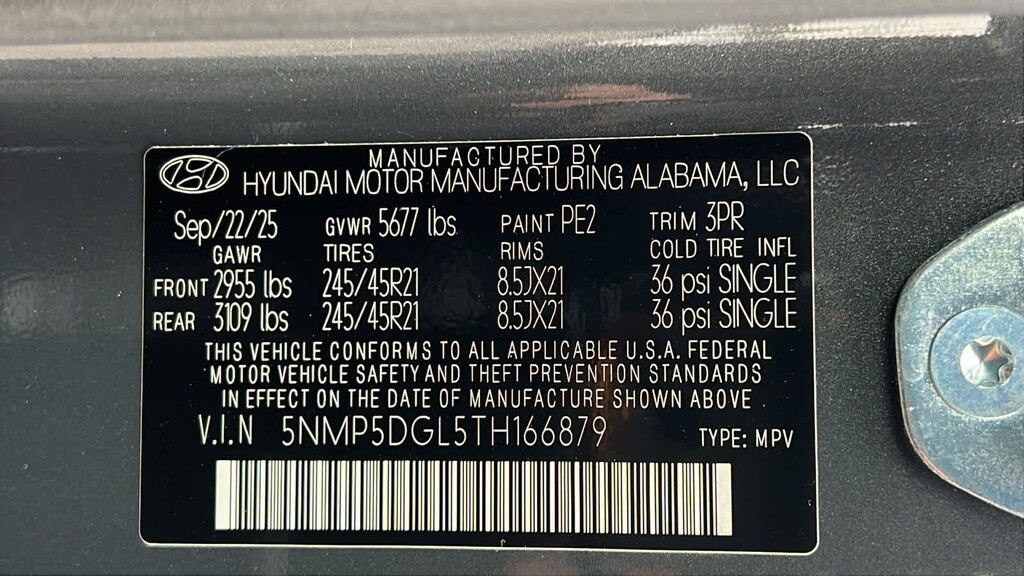 MANUFACTURED BY
HYUNDAI MOTOR MANUFACTURING ALABAMA, LLC
Sep/22/25 GVWR 5677 lbs PAINT PE2 TRIM 3PR
GAWR TIRES RIMS COLD TIRE INFL
FRONT 2955 lbs 245/45R21 8.5JX21 36 psi SINGLE
REAR 3109 lbs 245/45R21 8.5JX21 36 psi SINGLE
THIS VEHICLE CONFORMS TO ALL APPLICABLE U.S.A. FEDERAL
MOTOR VEHICLE SAFETY AND THEFT PREVENTION STANDARDS
IN EFFECT ON THE DATE OF MANUFACTURE SHOWN ABOVE
V.I.N 5NMP5DGL5TH166879 TYPE: MPV